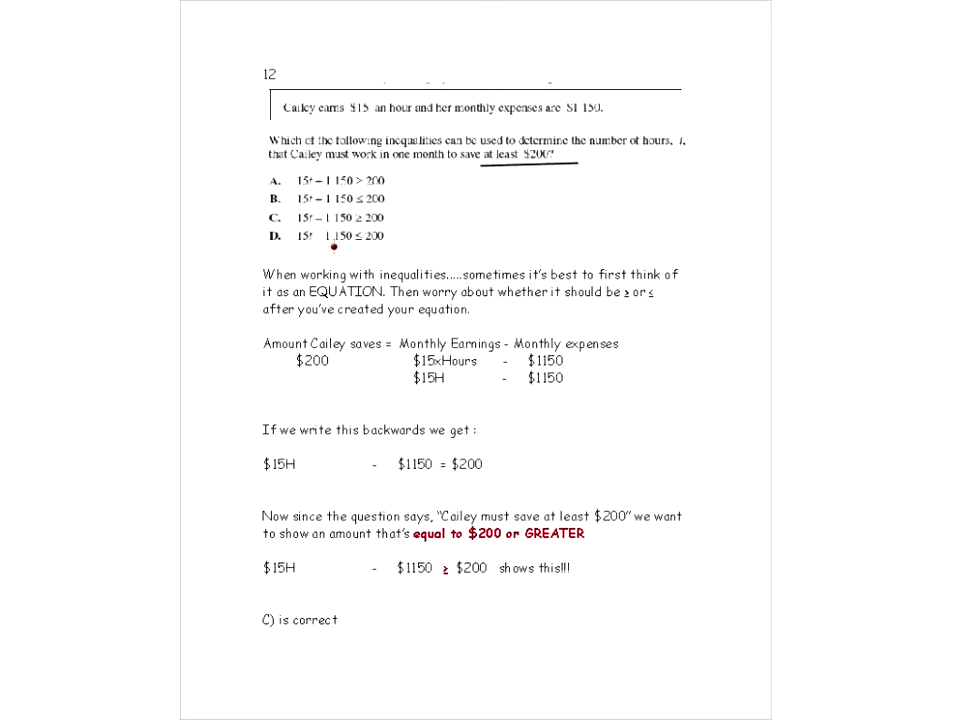 12
Cailey earns $15 an hour and her monthly expenses are $1 150.
Which of the following inequalities can be used to determine the number of hours, t,
that Cailey must work in one month to save at least $200?
A. 15t + 1 150 > 200
B. 15t + 1 150 ≤ 200
C. 15t – 1 150 ≥ 200
D. 15t 1 150 ≤ 200
When working with inequalities.....sometimes it's best to first think of
it as an EQUATION. Then worry about whether it should be ≥ or ≤
after you've created your equation.
Amount Cailey saves = Monthly Earnings - Monthly expenses
$200 $15xHours - $1150
$15H - $1150
If we write this backwards we get :
$15H - $1150 = $200
Now since the question says, "Cailey must save at least $200" we want
to show an amount that's equal to $200 or GREATER
$15H - $1150 ≥ $200 shows this!!!
C) is correct